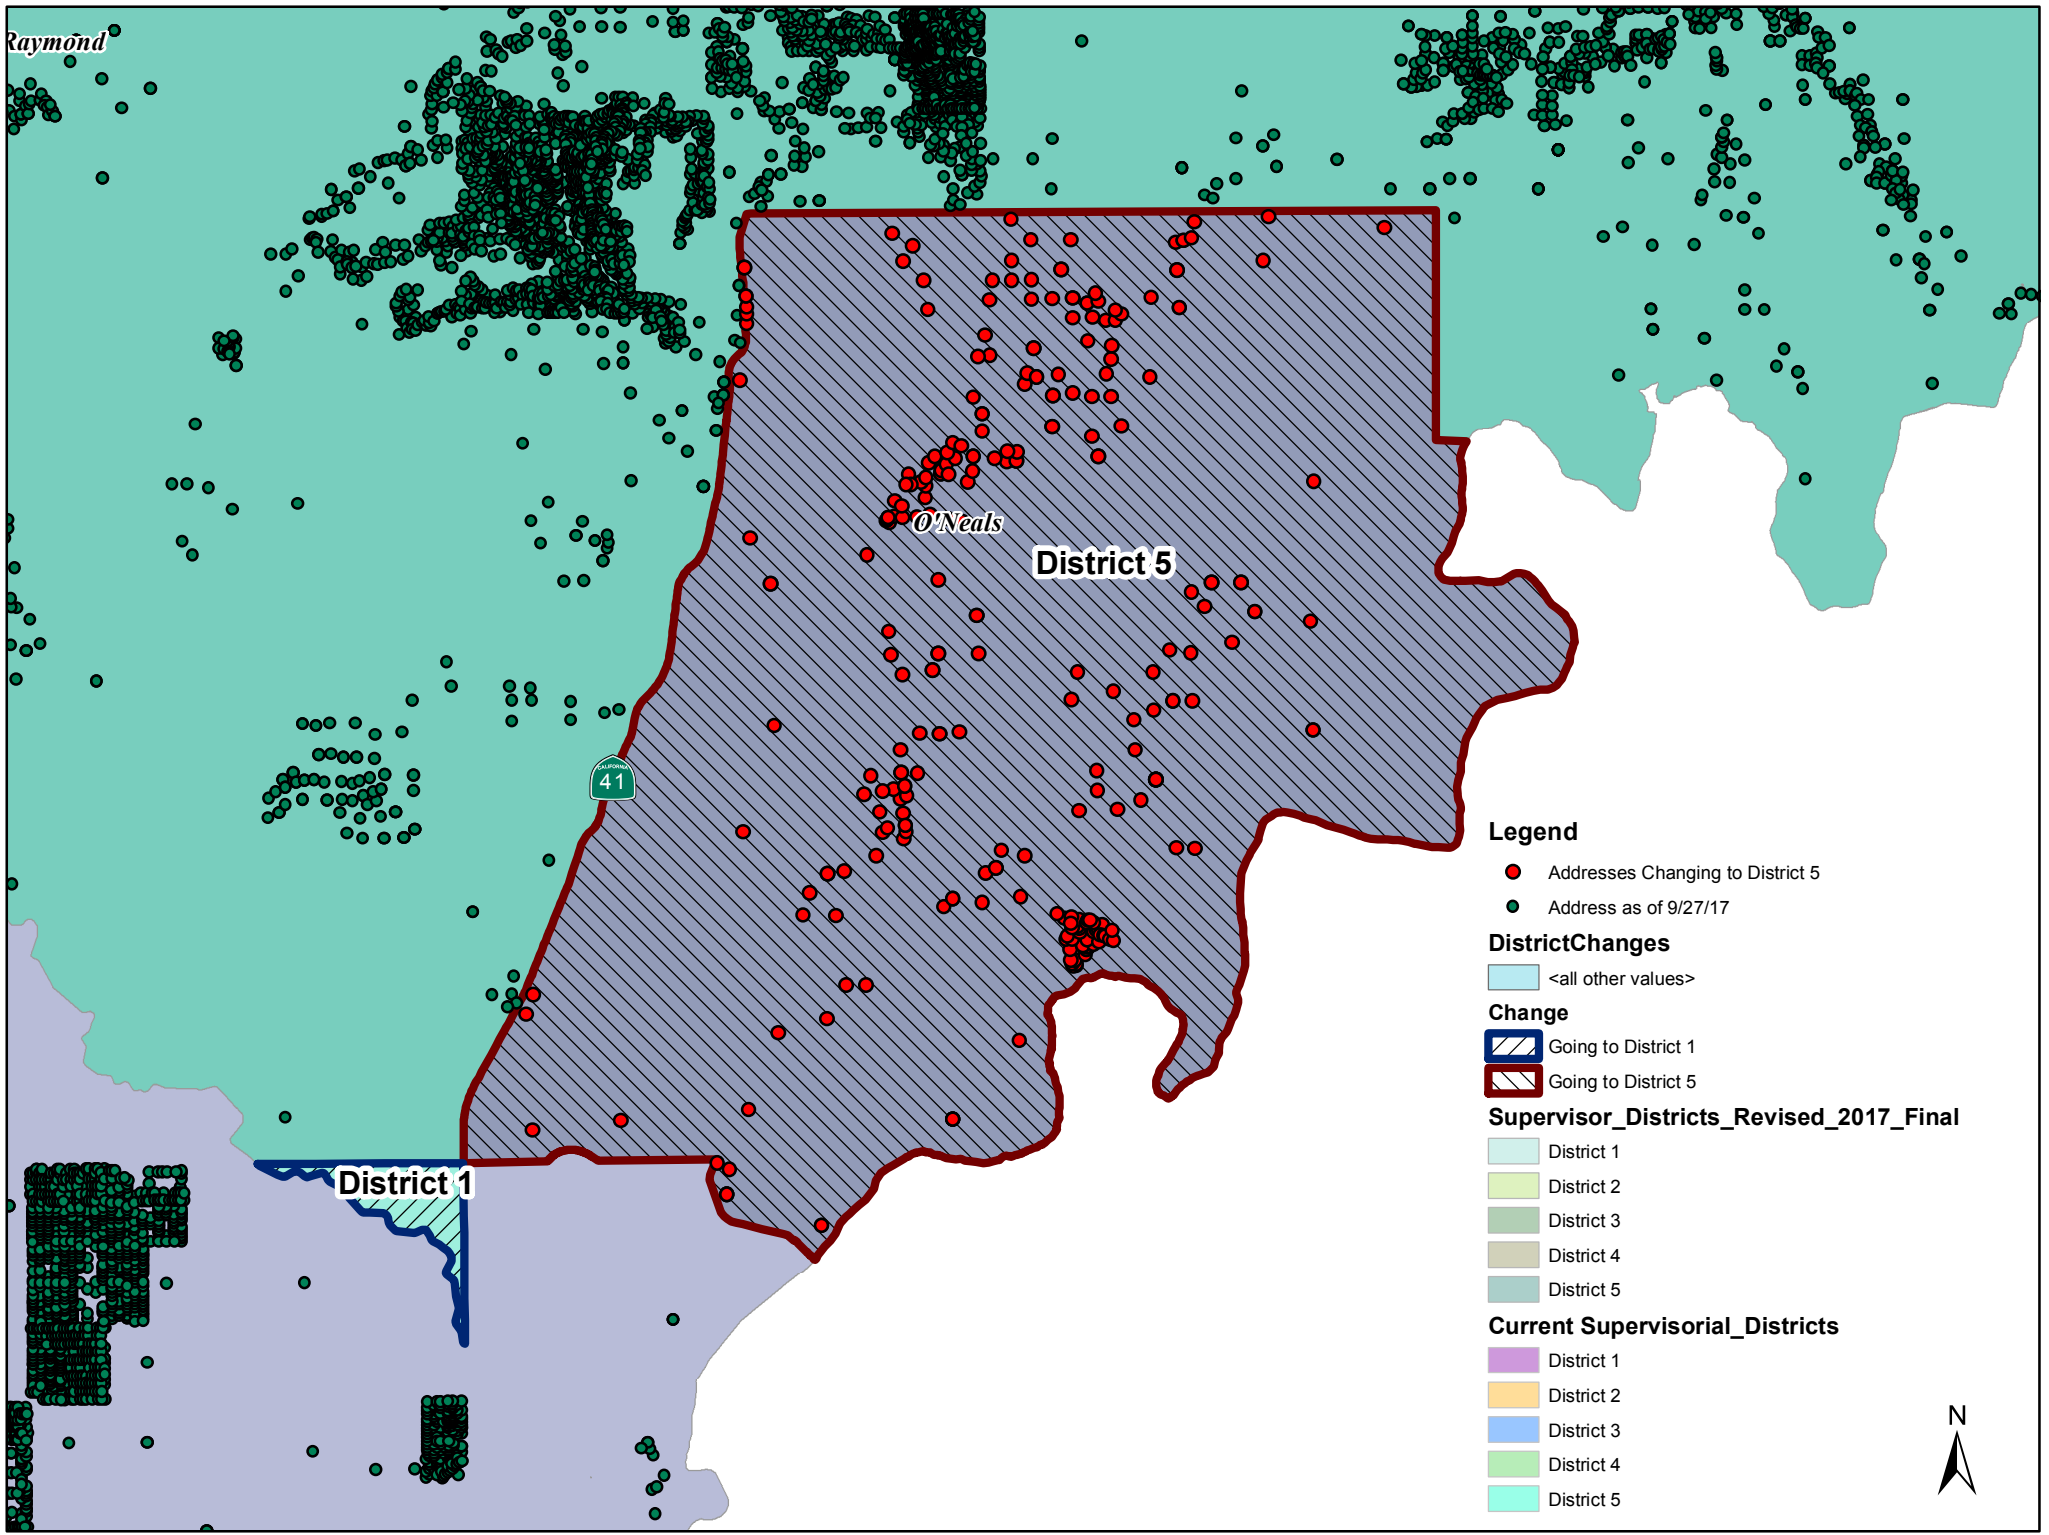 Raymond
O'Neals
District 5
CALIFORNIA
41
District 1
Legend
Addresses Changing to District 5
Address as of 9/27/17
DistrictChanges
<all other values>
Change
Going to District 1
Going to District 5
Supervisor_Districts_Revised_2017_Final
District 1
District 2
District 3
District 4
District 5
Current Supervisorial_Districts
District 1
District 2
District 3
District 4
District 5
N